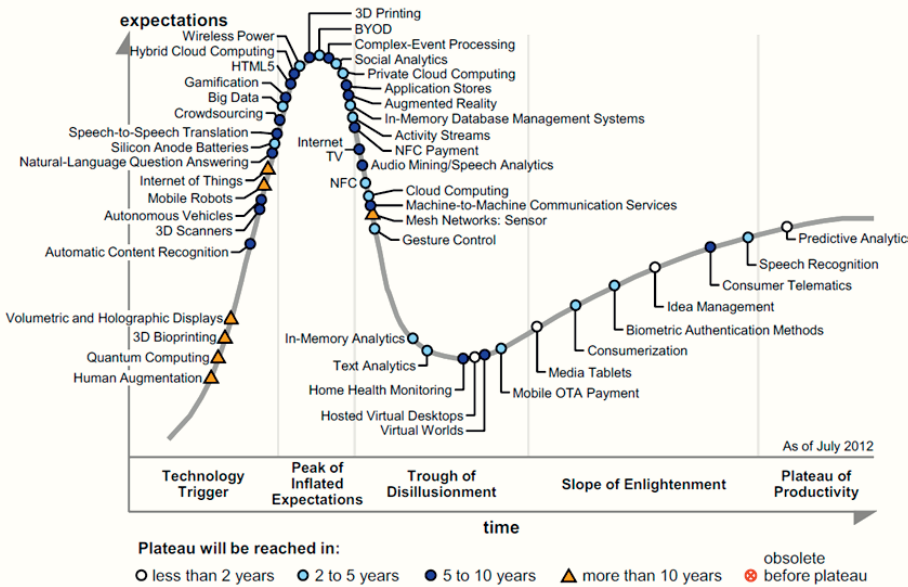 expectations
3D Printing
BYOD
Wireless Power
Complex-Event Processing
Hybrid Cloud Computing
Social Analytics
HTML5
Private Cloud Computing
Gamification
Application Stores
Big Data
Augmented Reality
Crowdsourcing
In-Memory Database Management Systems
Speech-to-Speech Translation
Activity Streams
Silicon Anode Batteries
Internet
TV
NFC Payment
Natural-Language Question Answering
Audio Mining/Speech Analytics
Internet of Things
NFC
Mobile Robots
Cloud Computing
Autonomous Vehicles
Machine-to-Machine Communication Services
3D Scanners
Mesh Networks: Sensor
Automatic Content Recognition
Gesture Control
Predictive Analytics
Speech Recognition
Consumer Telematics
Idea Management
Volumetric and Holographic Displays
Biometric Authentication Methods
3D Bioprinting
In-Memory Analytics
Consumerization
Quantum Computing
Text Analytics
Media Tablets
Human Augmentation
Home Health Monitoring
Mobile OTA Payment
Hosted Virtual Desktops
Virtual Worlds
As of July 2012
Technology
Trigger
Peak of
Inflated
Expectations
Trough of
Disillusionment
Slope of Enlightenment
Plateau of
Productivity
time
Plateau will be reached in:
less than 2 years
2 to 5 years
5 to 10 years
more than 10 years
obsolete
before plateau